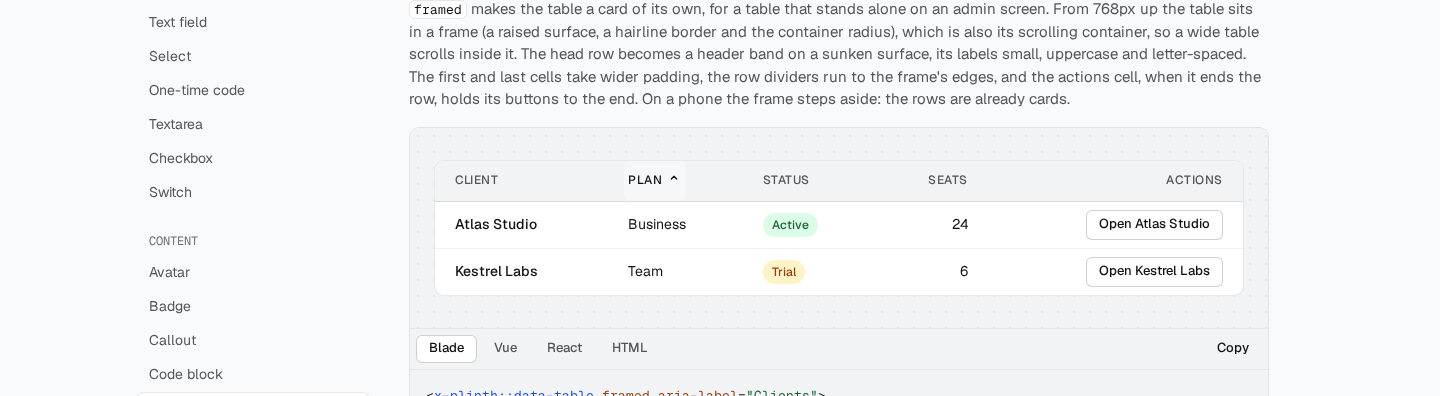 Text field
Select
One-time code
Textarea
Checkbox
Switch
CONTENT
Avatar
Badge
Callout
Code block
framed makes the table a card of its own, for a table that stands alone on an admin screen. From 768px up the table sits
in a frame (a raised surface, a hairline border and the container radius), which is also its scrolling container, so a wide table
scrolls inside it. The head row becomes a header band on a sunken surface, its labels small, uppercase and letter-spaced.
The first and last cells take wider padding, the row dividers run to the frame's edges, and the actions cell, when it ends the
row, holds its buttons to the end. On a phone the frame steps aside: the rows are already cards.
CLIENT PLAN STATUS SEATS ACTIONS
Atlas Studio Business Active 24 Open Atlas Studio
Kestrel Labs Team Trial 6 Open Kestrel Labs
Blade Vue React HTML Copy
<x-plinth::data-table framed aria-label="Clients">